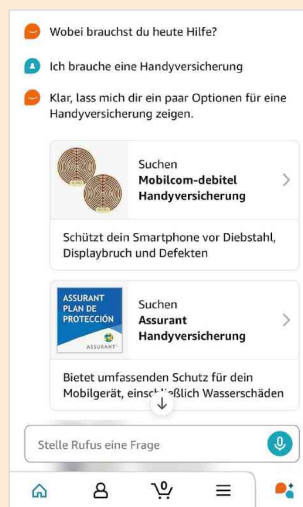 Wobei brauchst du heute Hilfe?
Ich brauche eine Handyversicherung
Klar, lass mich dir ein paar Optionen für eine
Handyversicherung zeigen.
Suchen
Mobilcom-debitel
Handyversicherung
Schützt dein Smartphone vor Diebstahl,
Displaybruch und Defekten
ASSURANT
PLAN DE
PROTECCIÓN
ASSURANT
Suchen
Assurant
Handyversicherung
Bietet umfassenden Schutz für dein
Mobilgerät, einschließlich Wasserschäden
Stelle Rufus eine Frage
0